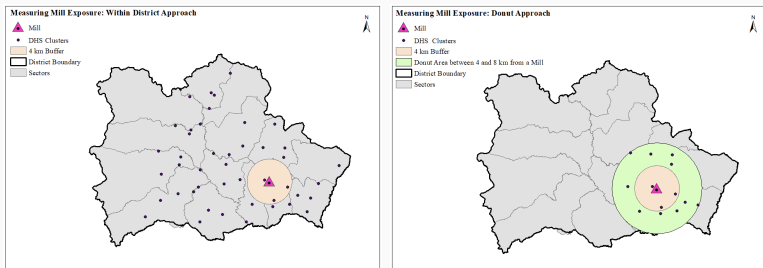 Measuring Mill Exposure: Within District Approach
N
Mill
DHS Clusters
4 km Buffer
District Boundary
Sectors
Measuring Mill Exposure: Donut Approach
N
Mill
DHS Clusters
4 km Buffer
Donut Area between 4 and 8 km from a Mill
District Boundary
Sectors